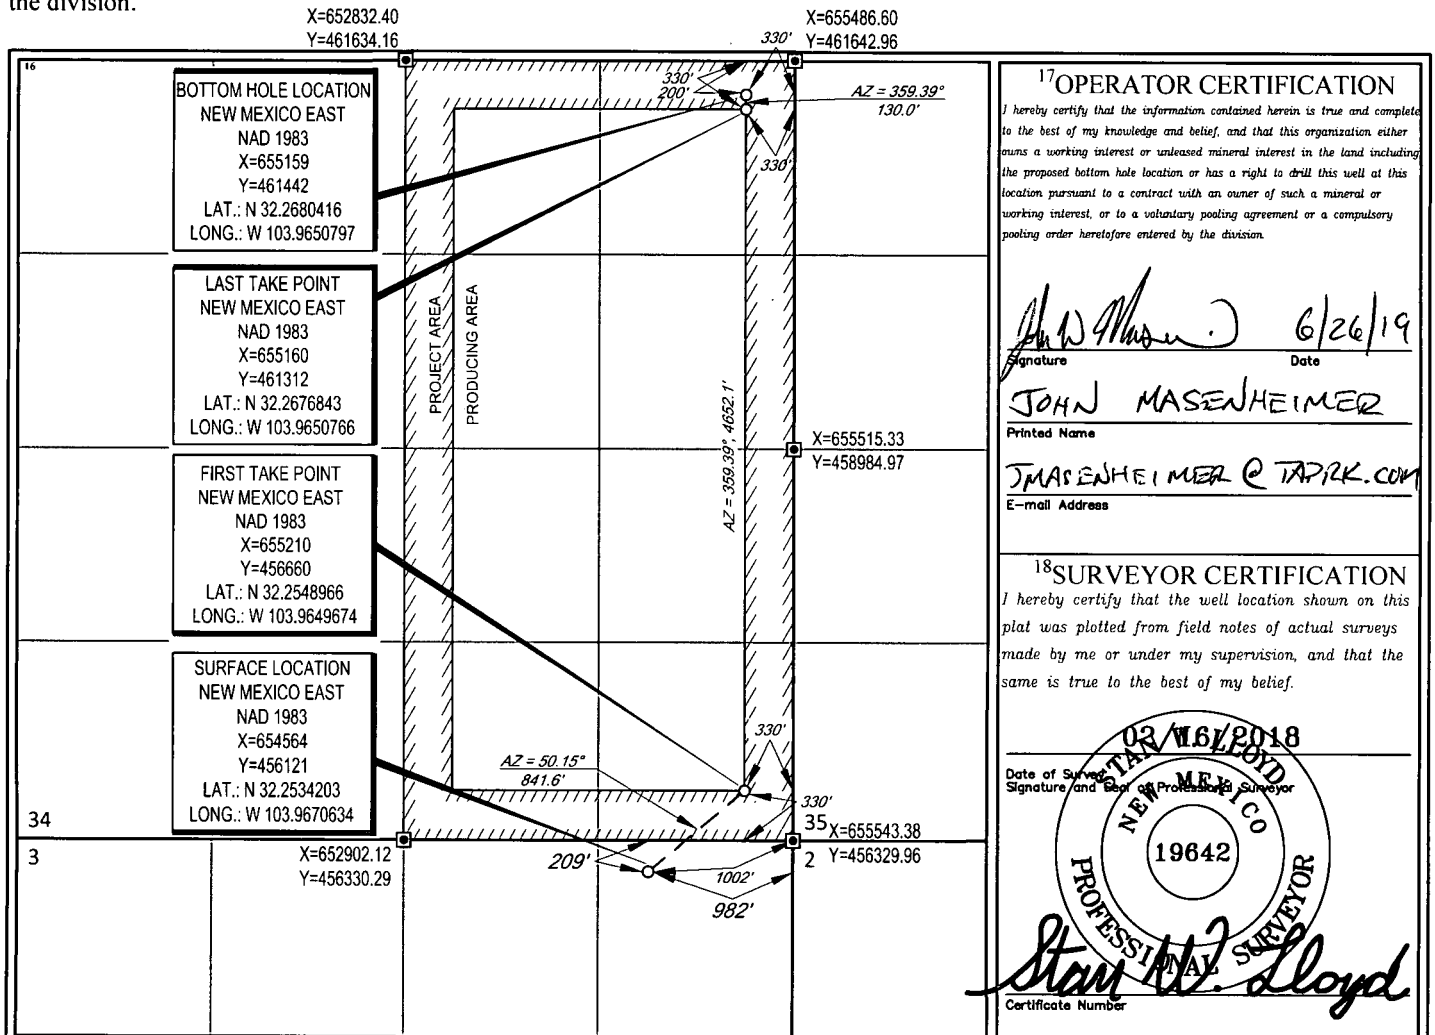 the division.
X=652832.40
Y=461634.16
X=655486.60
Y=461642.96
330'
16
330'
200'
AZ = 359.39°
130.0'
330'
BOTTOM HOLE LOCATION
NEW MEXICO EAST
NAD 1983
X=655159
Y=461442
LAT.: N 32.2680416
LONG.: W 103.9650797
LAST TAKE POINT
NEW MEXICO EAST
NAD 1983
X=655160
Y=461312
LAT.: N 32.2676843
LONG.: W 103.9650766
PROJECT AREA
PRODUCING AREA
AZ = 359.39°, 4652.1'
X=655515.33
Y=458984.97
FIRST TAKE POINT
NEW MEXICO EAST
NAD 1983
X=655210
Y=456660
LAT.: N 32.2548966
LONG.: W 103.9649674
SURFACE LOCATION
NEW MEXICO EAST
NAD 1983
X=654564
Y=456121
LAT.: N 32.2534203
LONG.: W 103.9670634
AZ = 50.15°
841.6'
330'
330'
34
3
35
2
X=655543.38
Y=456329.96
X=652902.12
Y=456330.29
209'
1002'
982'
17 OPERATOR CERTIFICATION
I hereby certify that the information contained herein is true and complete
to the best of my knowledge and belief, and that this organization either
owns a working interest or unleased mineral interest in the land including
the proposed bottom hole location or has a right to drill this well at this
location pursuant to a contract with an owner of such a mineral or
working interest, or to a voluntary pooling agreement or a compulsory
pooling order heretofore entered by the division.
6/26/19
Signature
Date
JOHN MASENHEIMER
Printed Name
JMASENHEIMER @ TAPRK.COM
E-mail Address
18 SURVEYOR CERTIFICATION
I hereby certify that the well location shown on this
plat was plotted from field notes of actual surveys
made by me or under my supervision, and that the
same is true to the best of my belief.
02/16/2018
Date of Survey
Signature and Seal of Professional Surveyor
STAN W. LLOYD
NEW MEXICO
19642
PROFESSIONAL SURVEYOR
Stan W. Lloyd
Certificate Number